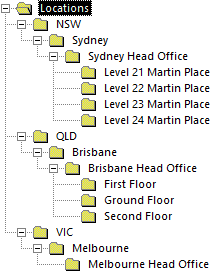 Locations
NSW
Sydney
Sydney Head Office
Level 21 Martin Place
Level 22 Martin Place
Level 23 Martin Place
Level 24 Martin Place
QLD
Brisbane
Brisbane Head Office
First Floor
Ground Floor
Second Floor
VIC
Melbourne
Melbourne Head Office